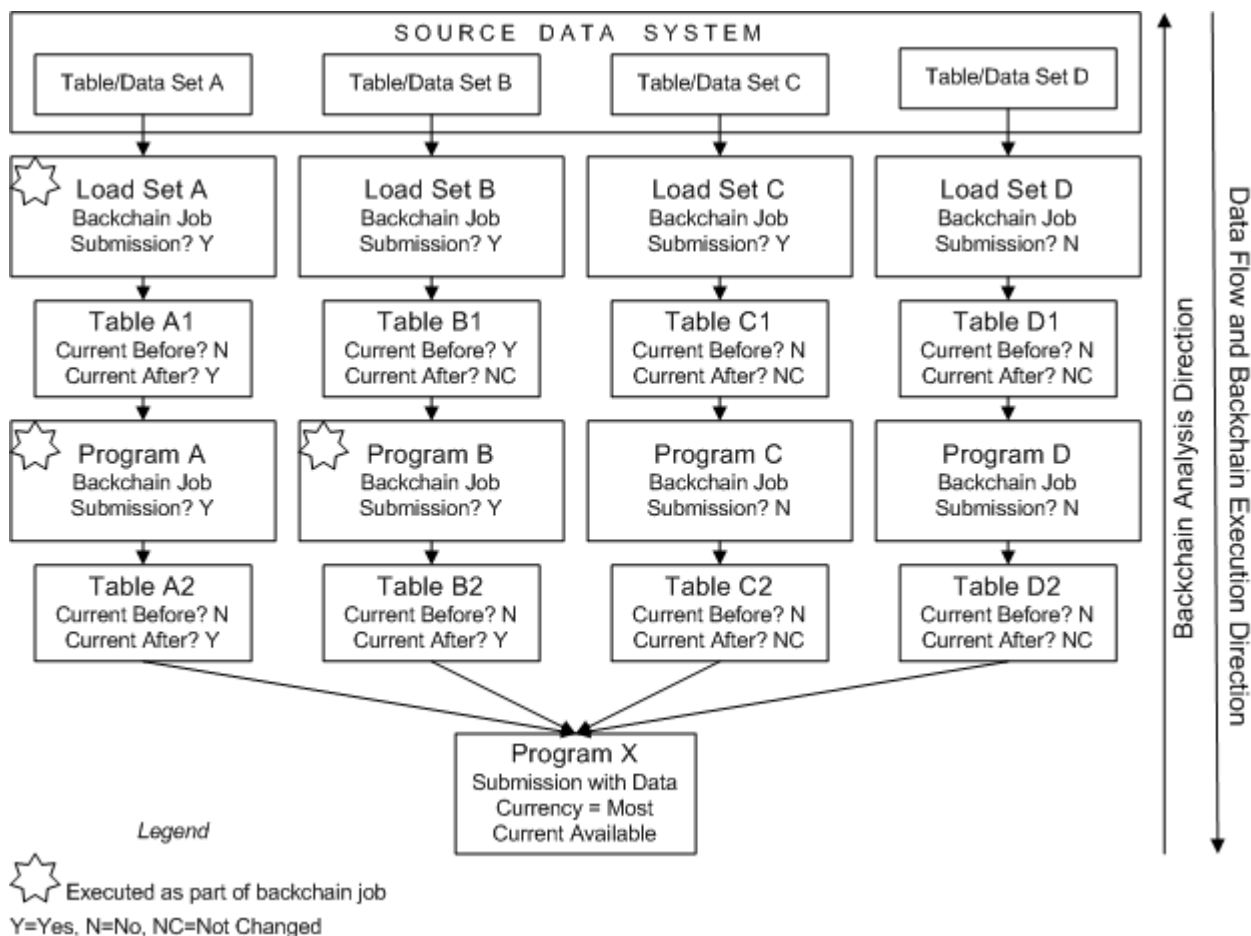 SOURCE DATA SYSTEM
Table/Data Set A
Table/Data Set B
Table/Data Set C
Table/Data Set D
Load Set A
Backchain Job
Submission? Y
Load Set B
Backchain Job
Submission? Y
Load Set C
Backchain Job
Submission? Y
Load Set D
Backchain Job
Submission? N
Table A1
Current Before? N
Current After? Y
Table B1
Current Before? Y
Current After? NC
Table C1
Current Before? N
Current After? NC
Table D1
Current Before? N
Current After? NC
Program A
Backchain Job
Submission? Y
Program B
Backchain Job
Submission? Y
Program C
Backchain Job
Submission? N
Program D
Backchain Job
Submission? N
Table A2
Current Before? N
Current After? Y
Table B2
Current Before? N
Current After? Y
Table C2
Current Before? N
Current After? NC
Table D2
Current Before? N
Current After? NC
Program X
Submission with Data
Currency = Most
Current Available
Backchain Analysis Direction
Data Flow and Backchain Execution Direction
Legend
Executed as part of backchain job
Y=Yes, N=No, NC=Not Changed